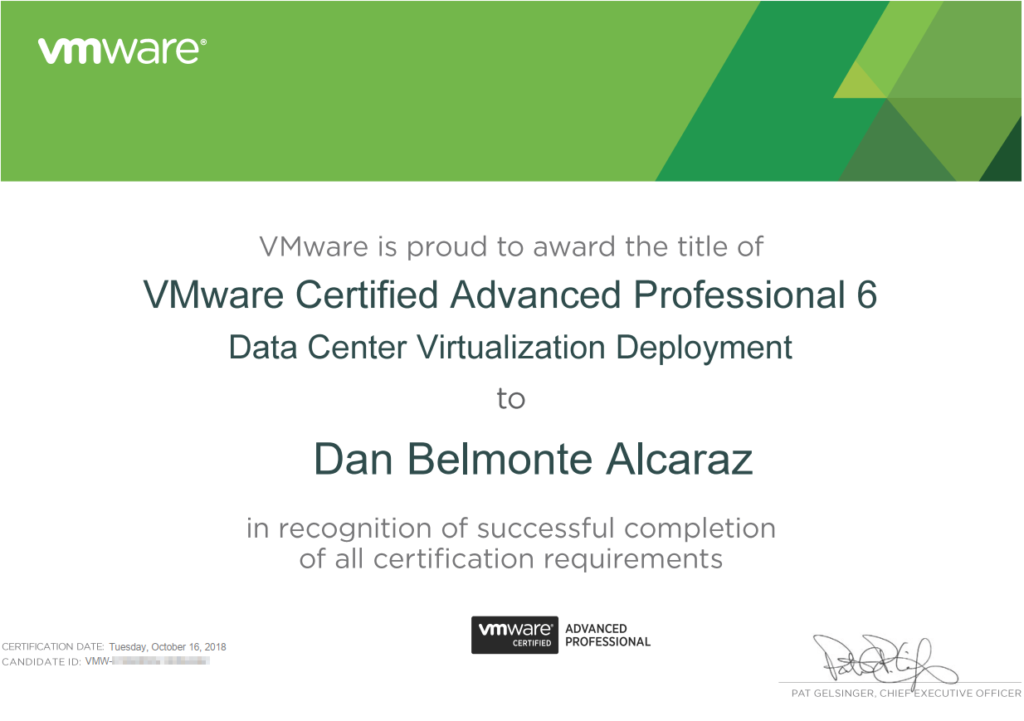 vmware®
VMware is proud to award the title of
VMware Certified Advanced Professional 6
Data Center Virtualization Deployment
to
Dan Belmonte Alcaraz
in recognition of successful completion
of all certification requirements
CERTIFICATION DATE: Tuesday, October 16, 2018
CANDIDATE ID: VMW-
vmware®
CERTIFIED
ADVANCED
PROFESSIONAL
PAT GELSINGER, CHIEF EXECUTIVE OFFICER